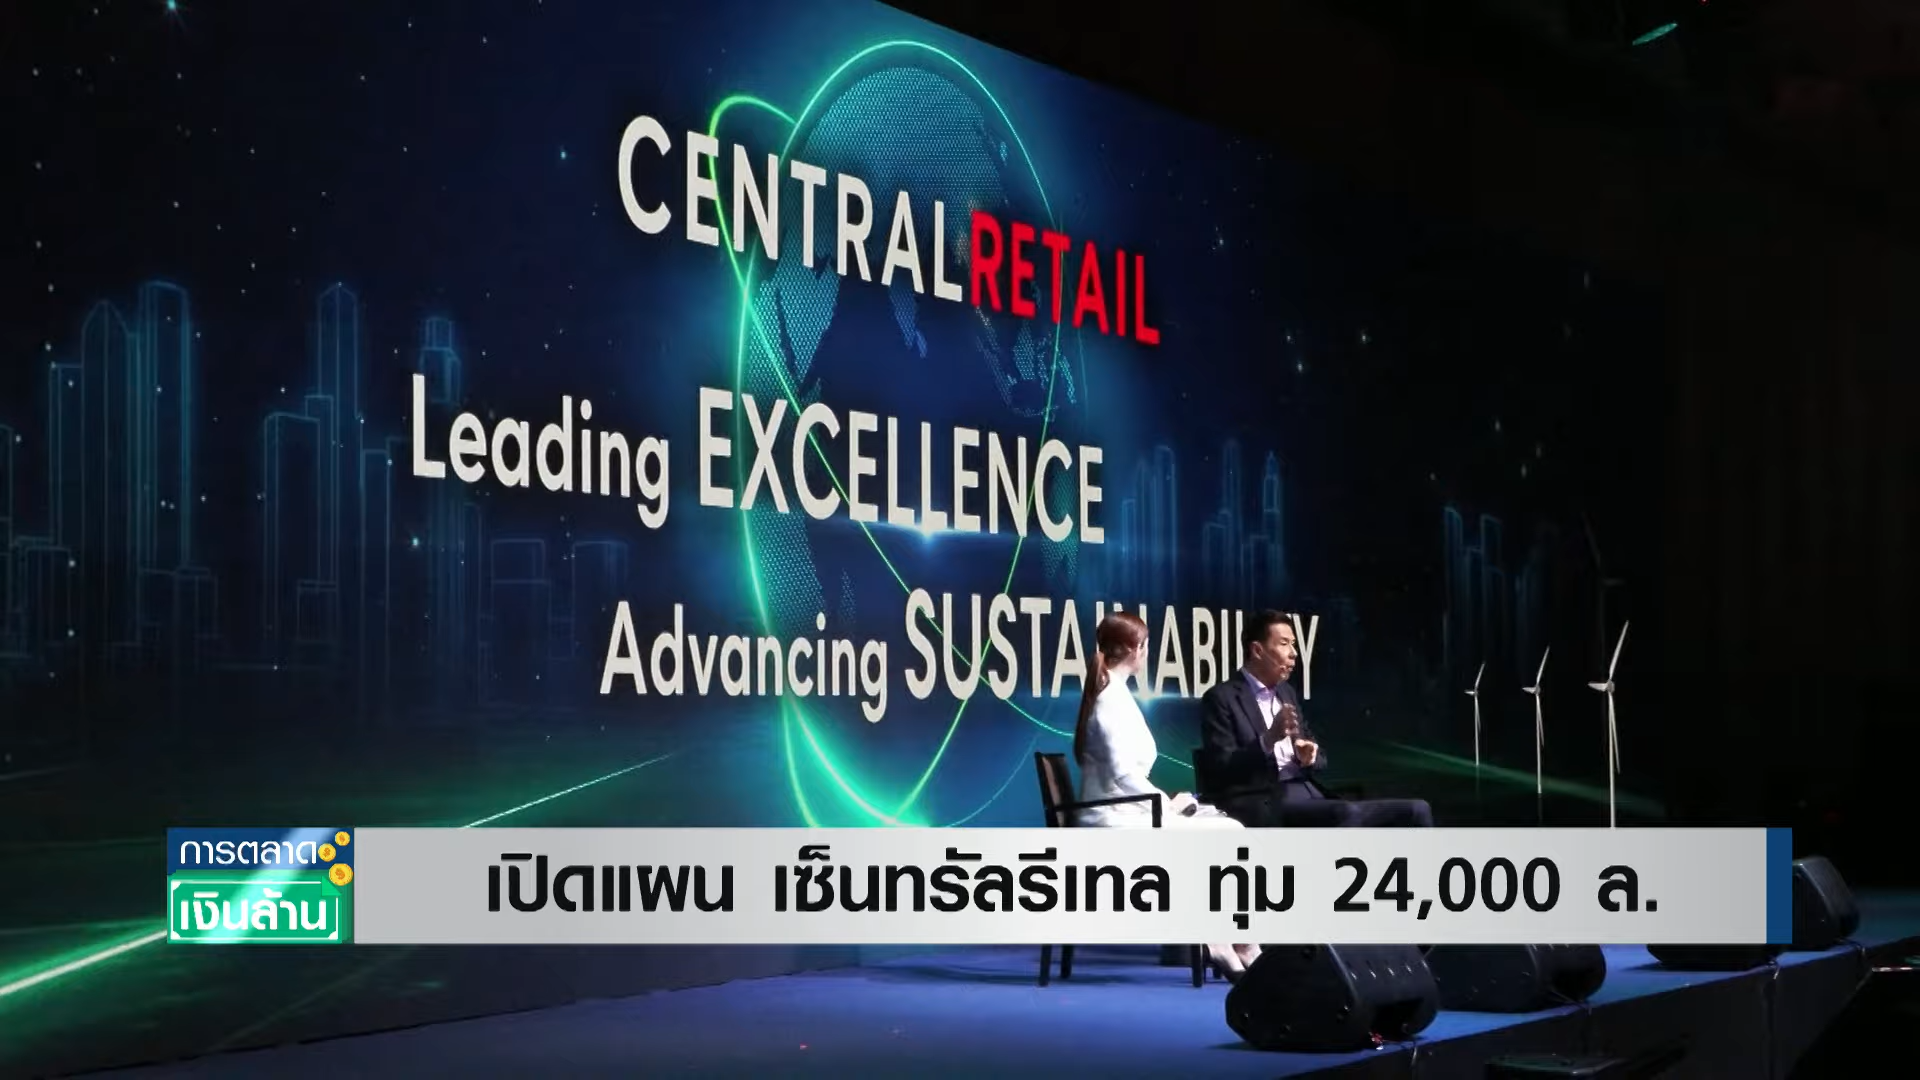 CENTRALRETAIL
Leading EXCELLENCE
Advancing SUSTAINABILITY
การตลาด
เงินล้าน
เปิดแผน เซ็นทรัลรีเทล ทุ่ม 24,000 ล.